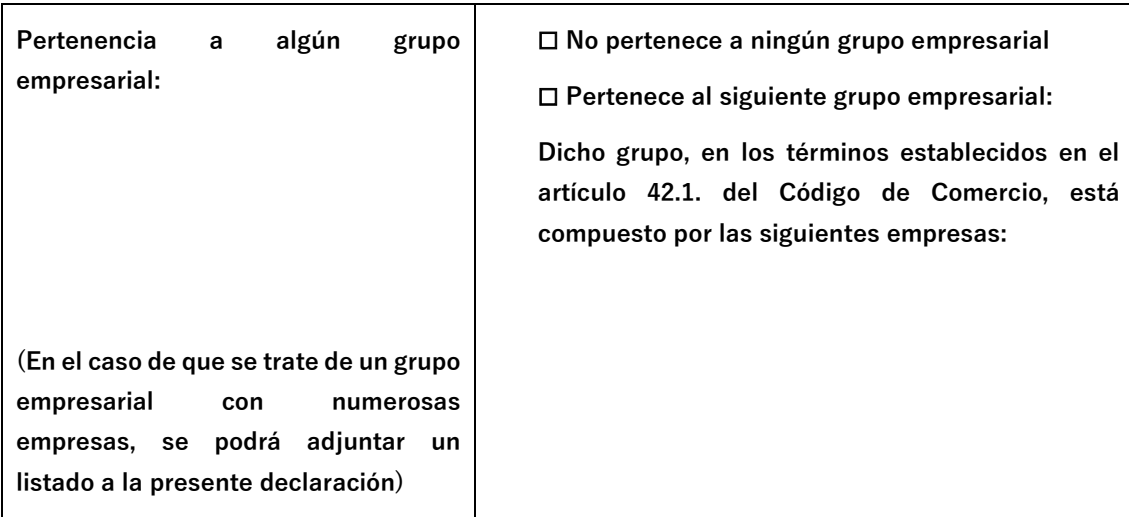 Pertenencia a algún grupo
empresarial:
(En el caso de que se trate de un grupo
empresarial con numerosas
empresas, se podrá adjuntar un
listado a la presente declaración)
☐ No pertenece a ningún grupo empresarial
☐ Pertenece al siguiente grupo empresarial:
Dicho grupo, en los términos establecidos en el
artículo 42.1. del Código de Comercio, está
compuesto por las siguientes empresas: